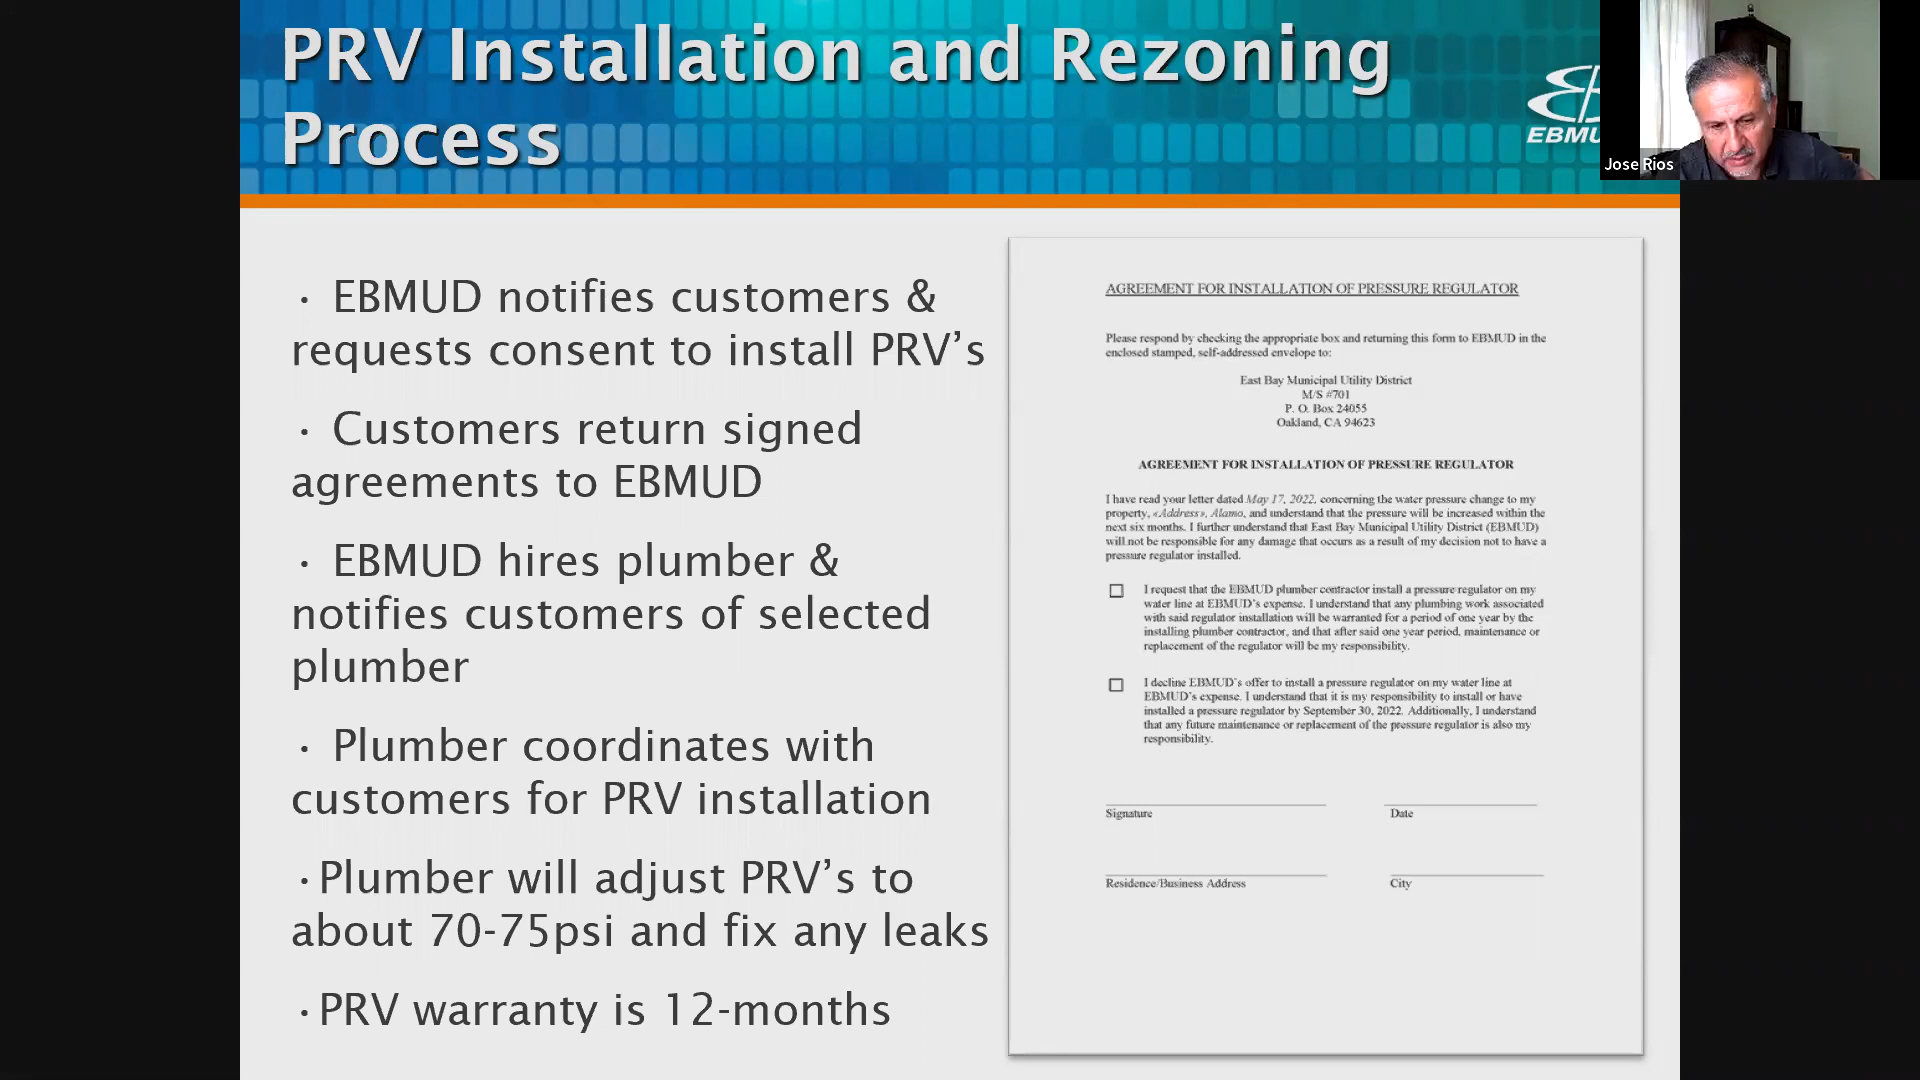 PRV Installation and Rezoning
Process
EBMU
Jose Rios
• EBMUD notifies customers &
requests consent to install PRV’s
• Customers return signed
agreements to EBMUD
• EBMUD hires plumber &
notifies customers of selected
plumber
• Plumber coordinates with
customers for PRV installation
•Plumber will adjust PRV’s to
about 70-75psi and fix any leaks
•PRV warranty is 12-months
AGREEMENT FOR INSTALLATION OF PRESSURE REGULATOR
Please respond by checking the appropriate box and returning this form to EBMUD in the
enclosed stamped, self-addressed envelope to:
East Bay Municipal Utility District
M/S #701
P. O. Box 24055
Oakland, CA 94623
AGREEMENT FOR INSTALLATION OF PRESSURE REGULATOR
I have read your letter dated May 17, 2022, concerning the water pressure change to my
property, «Address», Alamo, and understand that the pressure will be increased within the
next six months. I further understand that East Bay Municipal Utility District (EBMUD)
will not be responsible for any damage that occurs as a result of my decision not to have a
pressure regulator installed.
I request that the EBMUD plumber contractor install a pressure regulator on my
water line at EBMUD’s expense. I understand that any plumbing work associated
with said regulator installation will be warranted for a period of one year by the
installing plumber contractor, and that after said one year period, maintenance or
replacement of the regulator will be my responsibility.
I decline EBMUD’s offer to install a pressure regulator on my water line at
EBMUD’s expense. I understand that it is my responsibility to install or have
installed a pressure regulator by September 30, 2022. Additionally, I understand
that any future maintenance or replacement of the pressure regulator is also my
responsibility.
Signature Date
Residence/Business Address City